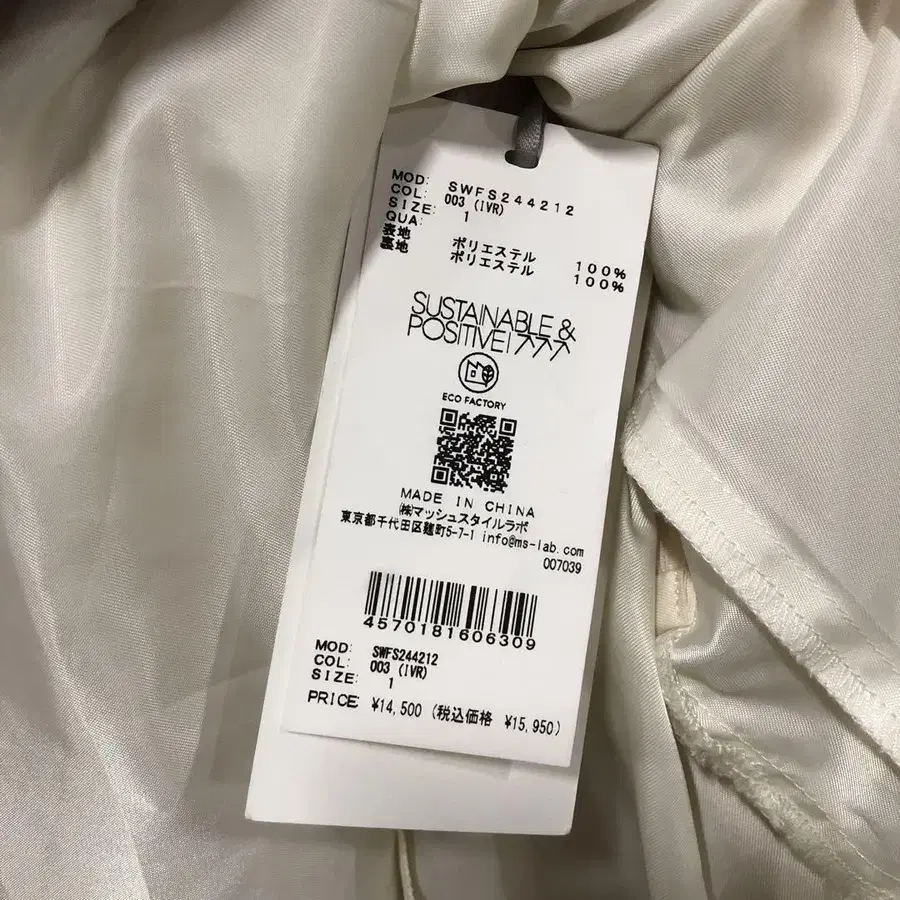 MOD: SWFS244212
COL: 003 (IVR)
SIZE: 1
QUA:
表地 ポリエステル 100%
裏地 ポリエステル 100%
SUSTAINABLE &
POSITIVE!
ECO FACTORY
MADE IN CHINA
㈱マッシュスタイルラボ
東京都千代田区麹町5-7-1 info@ms-lab.com
007039
4570181606309
MOD: SWFS244212
COL: 003 (IVR)
SIZE: 1
PRICE: ¥14,500 (税込価格 ¥15,950)